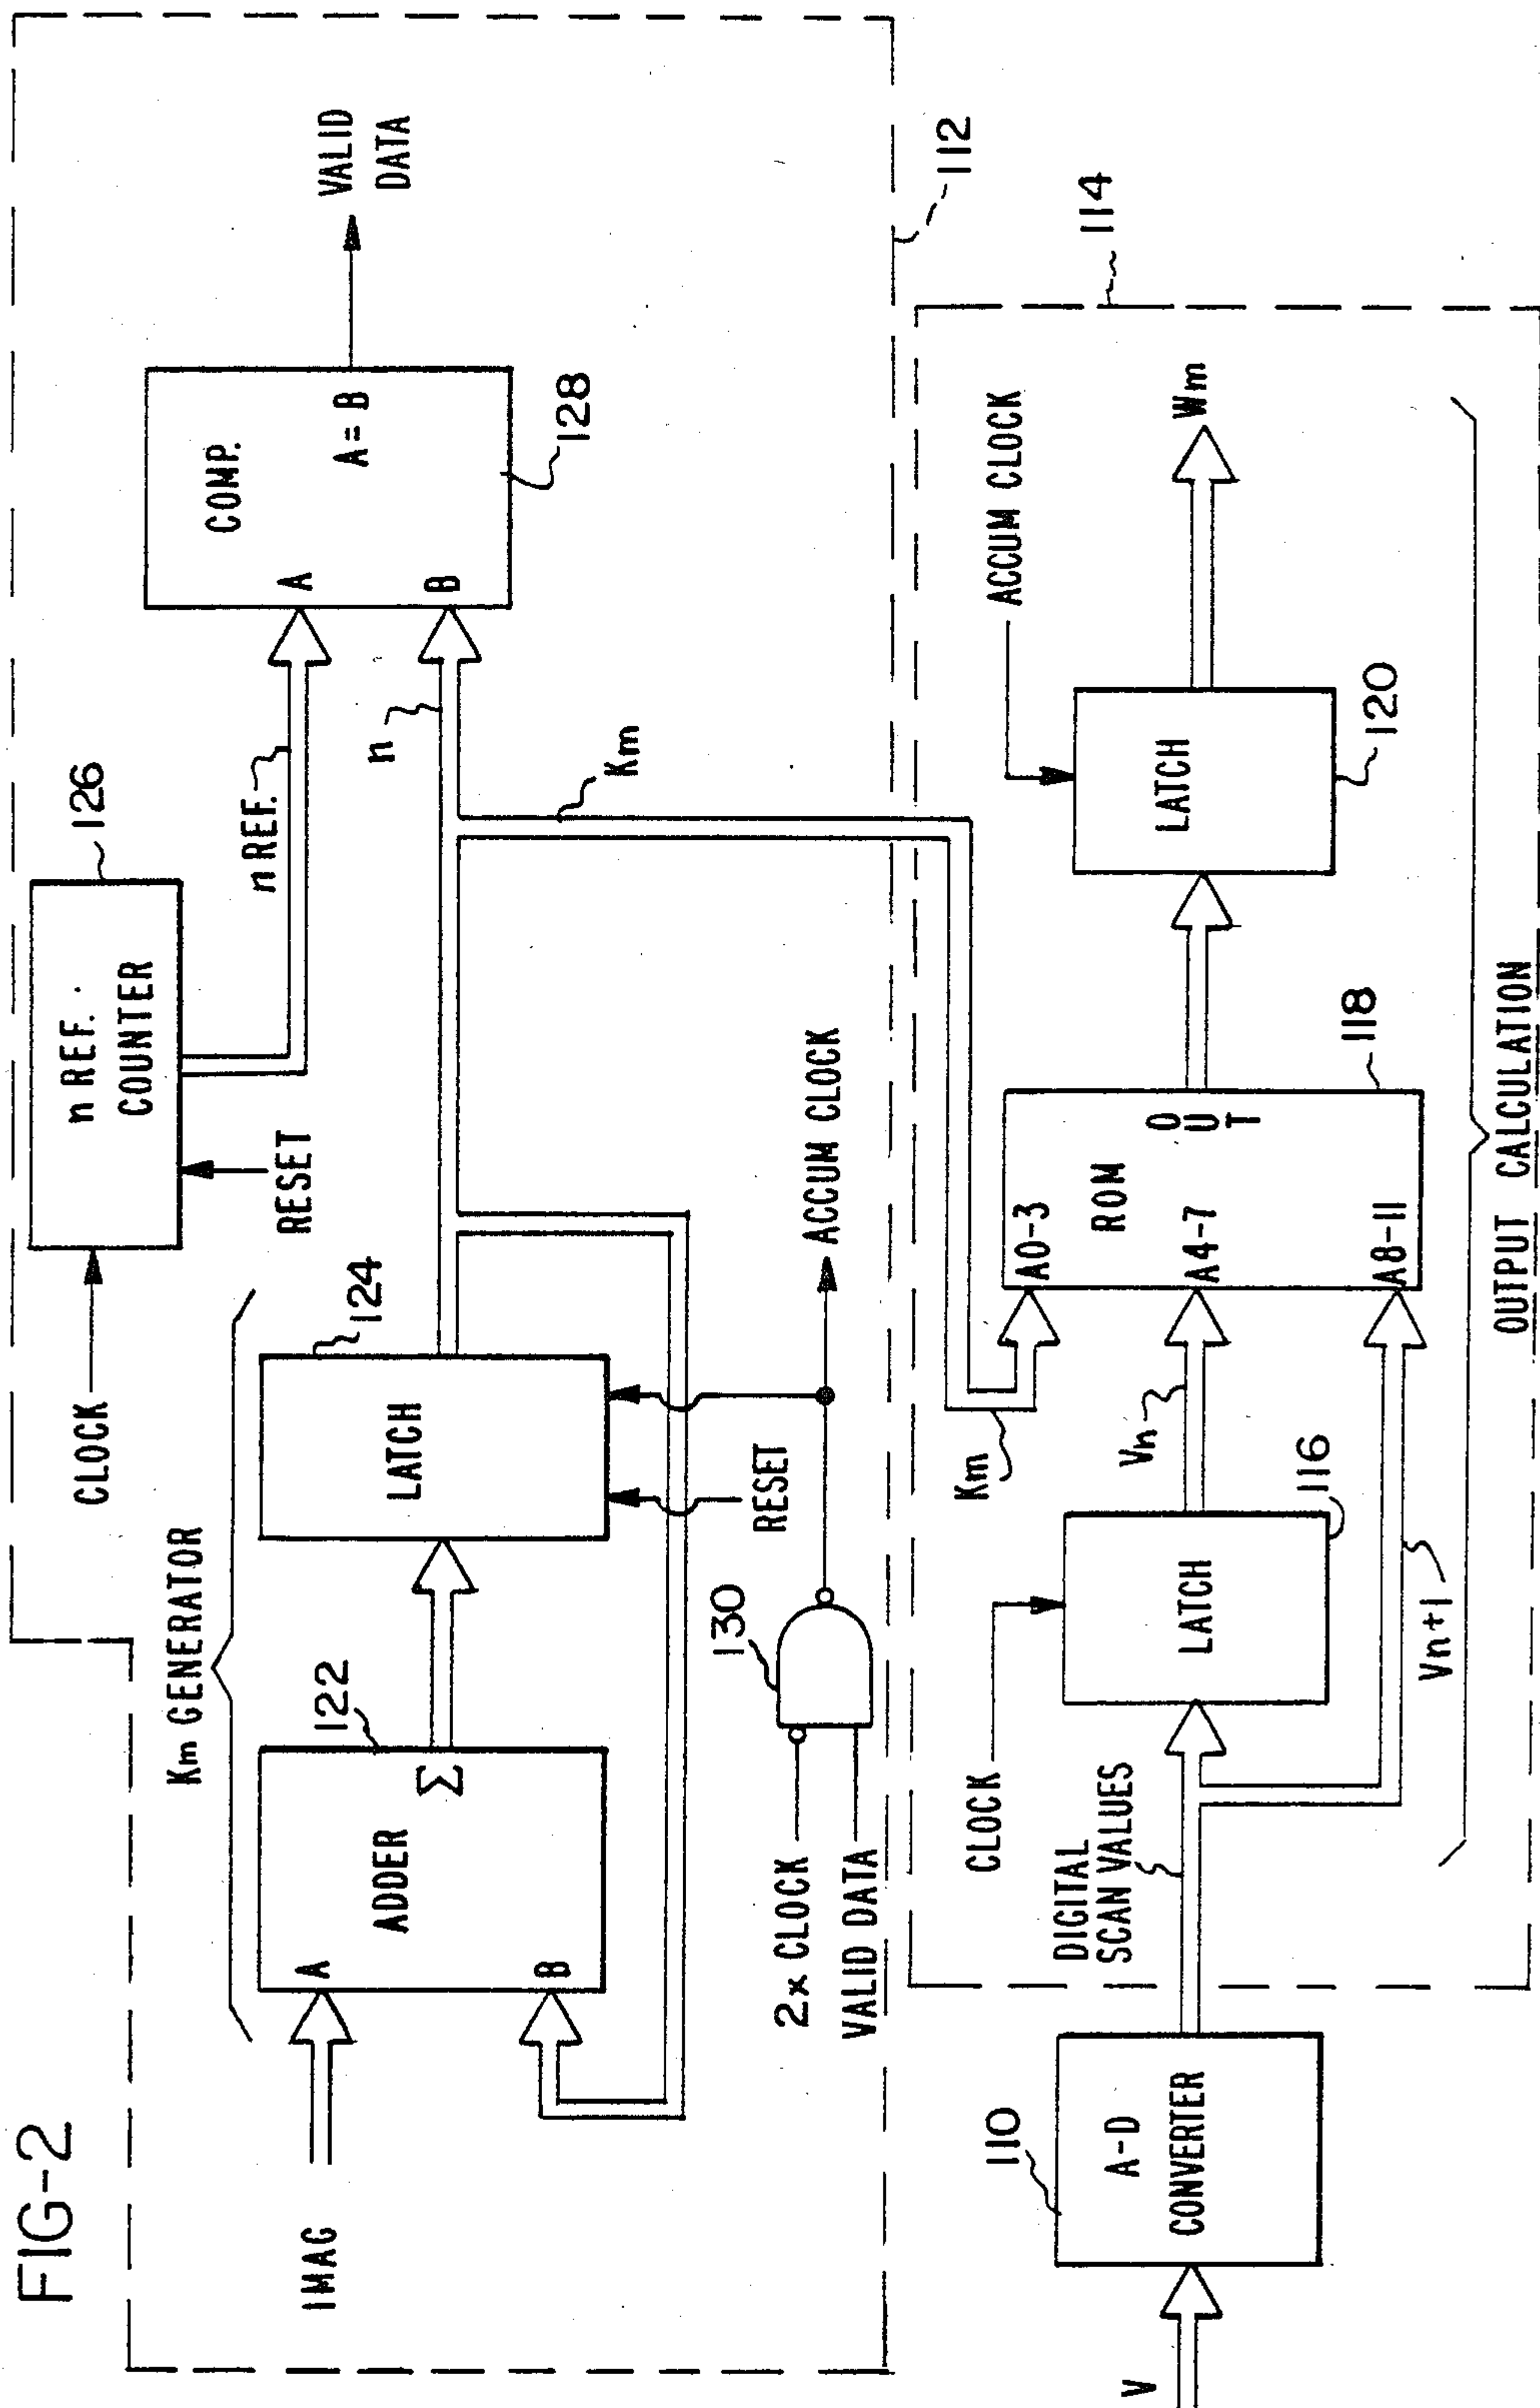 FIG-2
CLOCK
n REF.
COUNTER
126
RESET
n REF.
Km GENERATOR
IMAG
A
B
ADDER
Σ
122
LATCH
124
RESET
n
Km
A
B
COMP.
A = B
128
VALID
DATA
2x CLOCK
VALID DATA
130
ACCUM CLOCK
112
V
110
A-D
CONVERTER
DIGITAL
SCAN VALUES
CLOCK
LATCH
116
Vn
Vn+1
Km
A0-3
A4-7
A8-11
ROM
OUT
118
LATCH
120
ACCUM CLOCK
Wm
114
OUTPUT CALCULATION